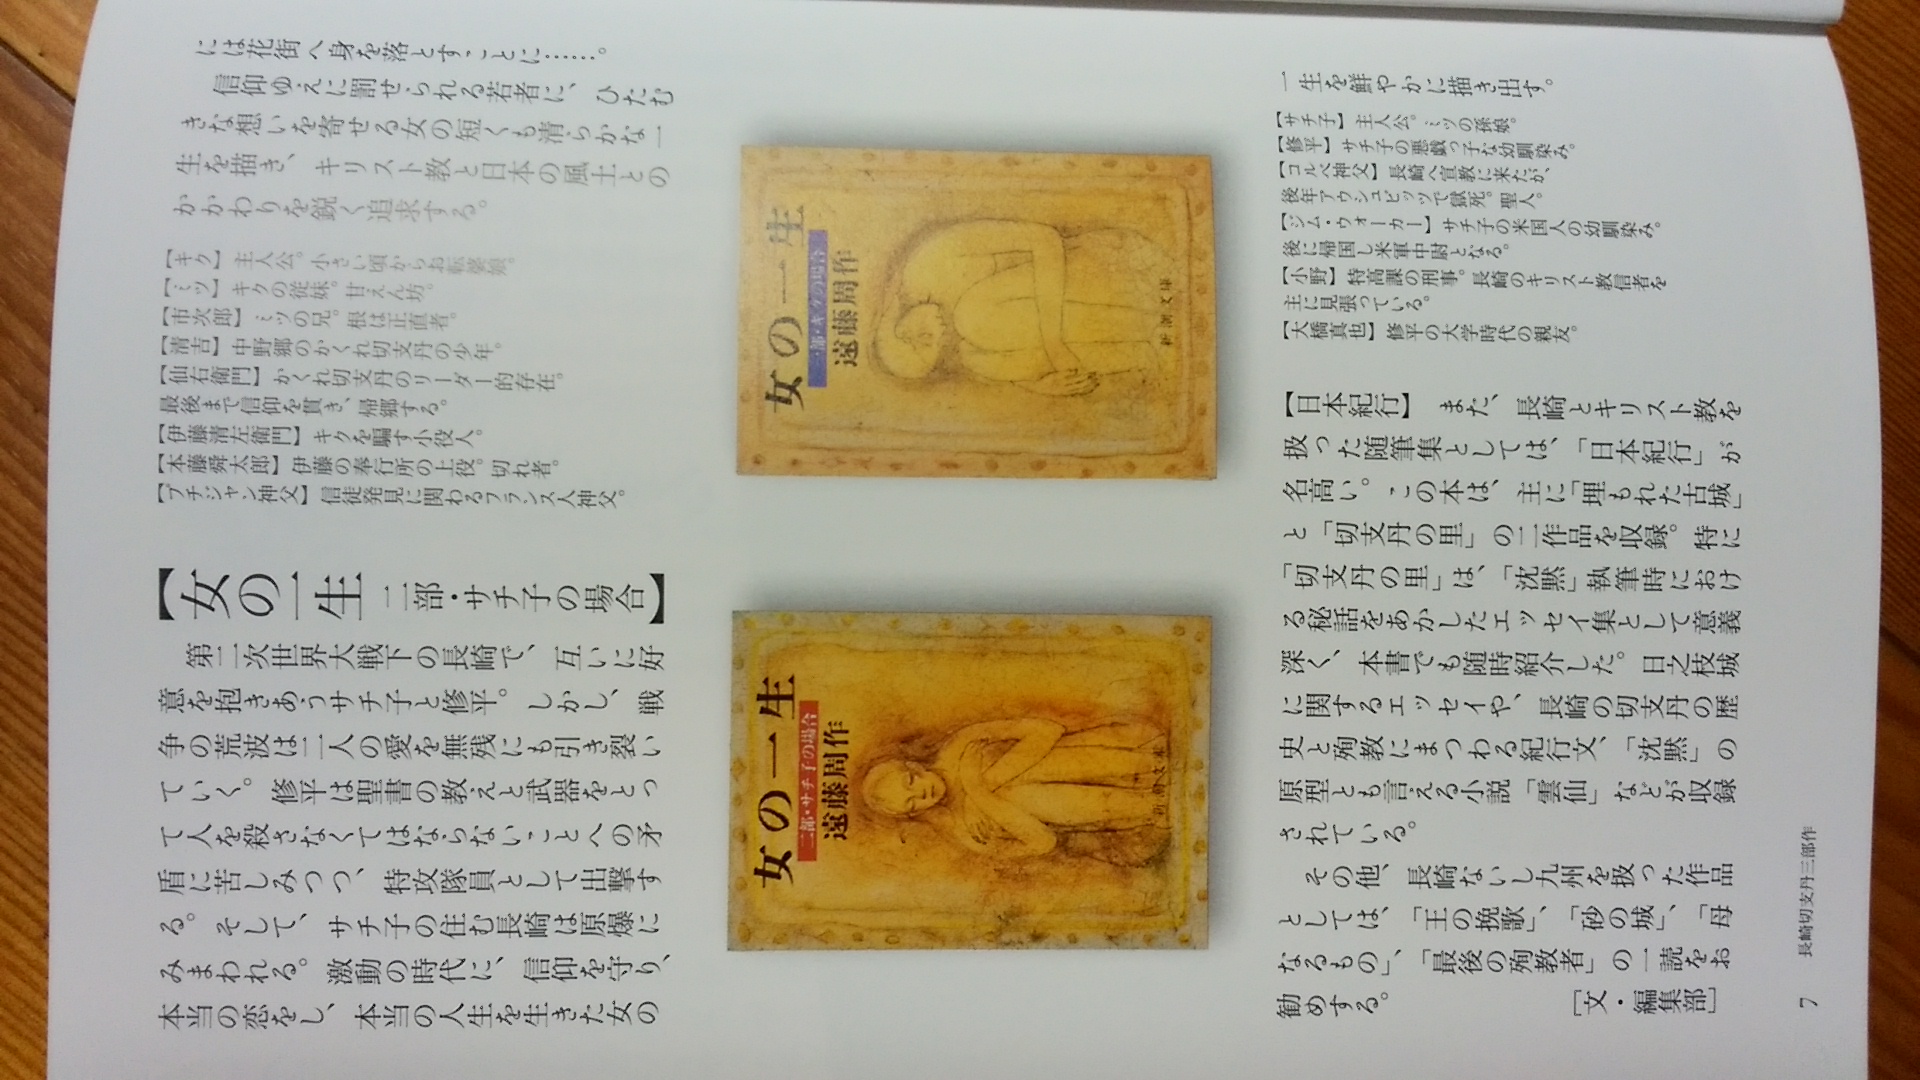 には花街へ身を落とすことに……。
信仰ゆえに罰せられる若者に、ひたむ
きな想いを寄せる女の短くも清らかな一
生を描き、キリスト教と日本の風土との
かかわりを鋭く追求する。
【キク】主人公。小さい頃からお転婆娘。
【ミツ】キクの従妹。甘えん坊。
【市次郎】ミツの兄。根は正直者。
【清吉】中野郷のかくれ切支丹の少年。
【仙右衛門】かくれ切支丹のリーダー的存在。
最後まで信仰を貫き、帰郷する。
【伊藤清左衛門】キクを騙す小役人。
【本藤舜太郎】伊藤の奉行所の上役。切れ者。
【プチジャン神父】信徒発見に関わるフランス人神父。
【女の一生 二部・サチ子の場合】
第二次世界大戦下の長崎で、互いに好
意を抱きあうサチ子と修平。しかし、戦
争の荒波は二人の愛を無残にも引き裂い
ていく。修平は聖書の教えと武器をとっ
て人を殺さなくてはならないことへの矛
盾に苦しみつつ、特攻隊員として出撃す
る。そして、サチ子の住む長崎は原爆に
みまわれる。激動の時代に、信仰を守り、
本当の恋をし、本当の人生を生きた女の
女の一生
一部・キクの場合
遠藤周作
新潮文庫
女の一生
二部・サチ子の場合
遠藤周作
新潮文庫
一生を鮮やかに描き出す。
【サチ子】主人公。ミツの孫娘。
【修平】サチ子の悪戯っ子な幼馴染み。
【コルベ神父】長崎へ宣教に来たが、
後年アウシュビッツで獄死。聖人。
【ジム・ウォーカー】サチ子の米国人の幼馴染み。
後に帰国し米軍中尉となる。
【小野】特高課の刑事。長崎のキリスト教信者を
主に見張っている。
【大橋真也】修平の大学時代の親友。
【日本紀行】 また、長崎とキリスト教を
扱った随筆集としては、「日本紀行」が
名高い。この本は、主に「埋もれた古城」
と「切支丹の里」の二作品を収録。特に
「切支丹の里」は、「沈黙」執筆時におけ
る秘話をあかしたエッセイ集として意義
深く、本書でも随時紹介した。日之枝城
に関するエッセイや、長崎の切支丹の歴
史と殉教にまつわる紀行文、「沈黙」の
原型とも言える小説「雲仙」などが収録
されている。
その他、長崎ないし九州を扱った作品
としては、「王の挽歌」、「砂の城」、「母
なるもの」、「最後の殉教者」の一読をお
勧めする。 ［文・編集部］
長崎切支丹三部作
7